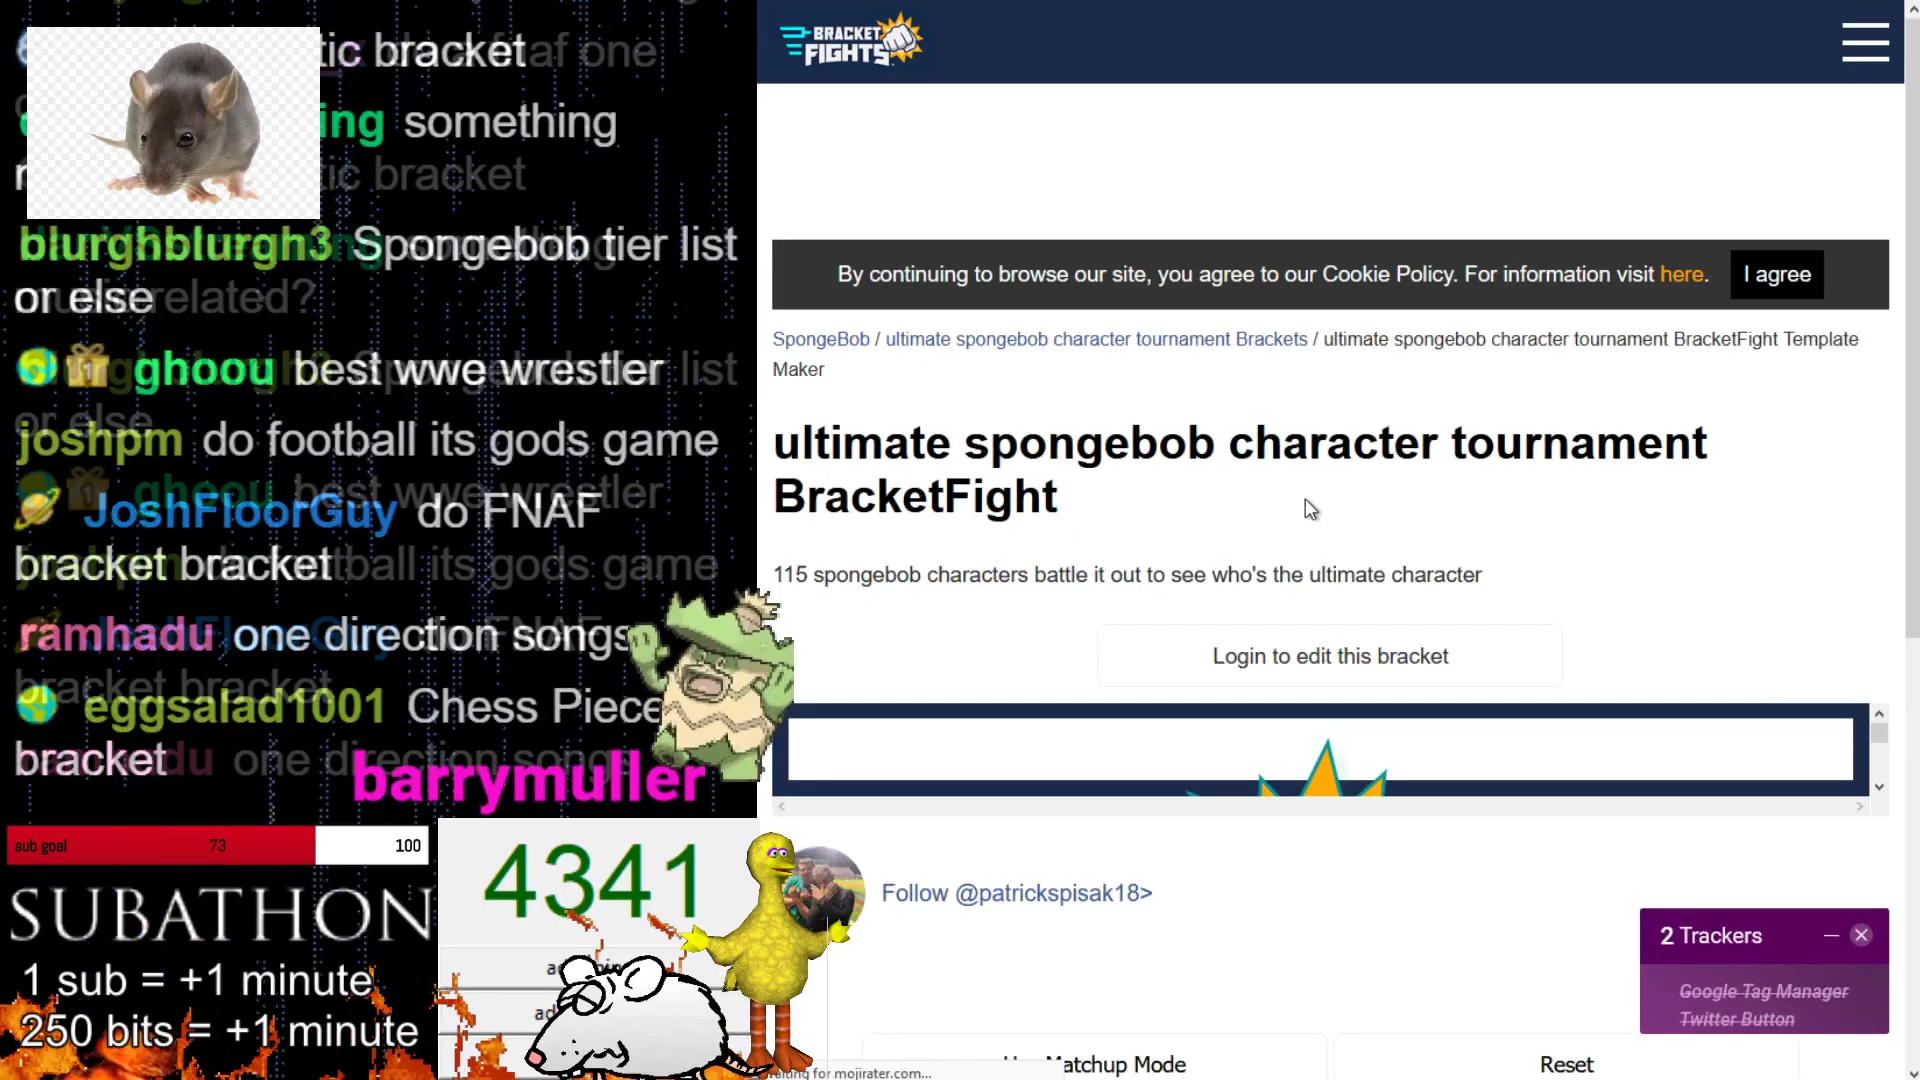 tic bracket
ing something
blurghblurgh3 Spongebob tier list
or else
ghoou best wwe wrestler
joshpm do football its gods game
JoshFloorGuy do FNAF
bracket bracket
ramhadu one direction songs
eggsalad1001 Chess Piece
bracket
barrymuller
sub goal 73 100
SUBATHON
1 sub = +1 minute
250 bits = +1 minute
4341
BRACKET
FIGHTS
By continuing to browse our site, you agree to our Cookie Policy. For information visit here. I agree
SpongeBob / ultimate spongebob character tournament Brackets / ultimate spongebob character tournament BracketFight Template
Maker
ultimate spongebob character tournament
BracketFight
115 spongebob characters battle it out to see who's the ultimate character
Login to edit this bracket
Follow @patrickspisak18>
2 Trackers
Google Tag Manager
Twitter Button
Matchup Mode
Reset
for mojirater.com...